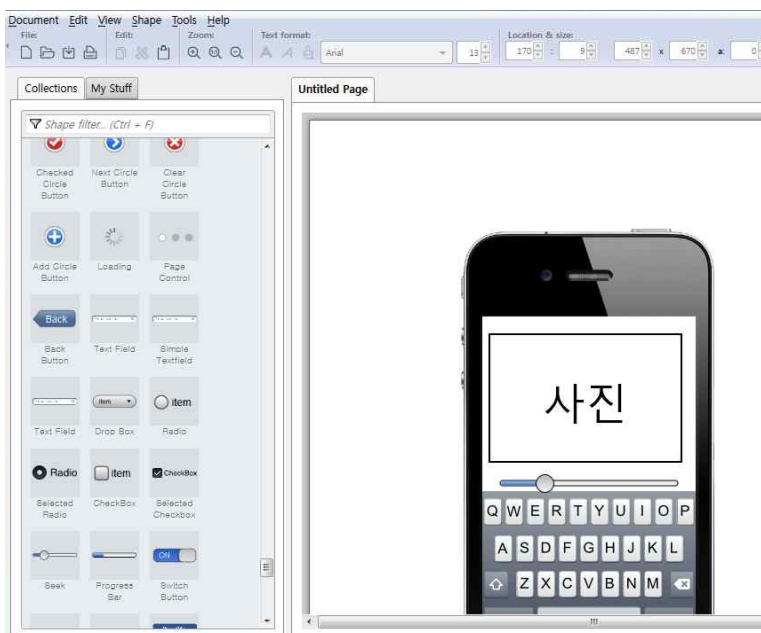 Document Edit View Shape Tools Help
File: Edit: Zoom: Text format: Location & size:
Arial 13 170 : 9 487 x 670 a: 0
Collections My Stuff
Untitled Page
Shape filter... (Ctrl + F)
Checked Circle Button
Next Circle Button
Clear Circle Button
Add Circle Button
Loading
Page Control
Back
Back Button
Text Field
Simple Textfield
item
item
Text Field
Drop Box
Radio
Radio
item
CheckBox
Selected Radio
CheckBox
Selected Checkbox
ON
Seek
Progress Bar
Switch Button
사진
Q W E R T Y U I O P
A S D F G H J K L
Z X C V B N M